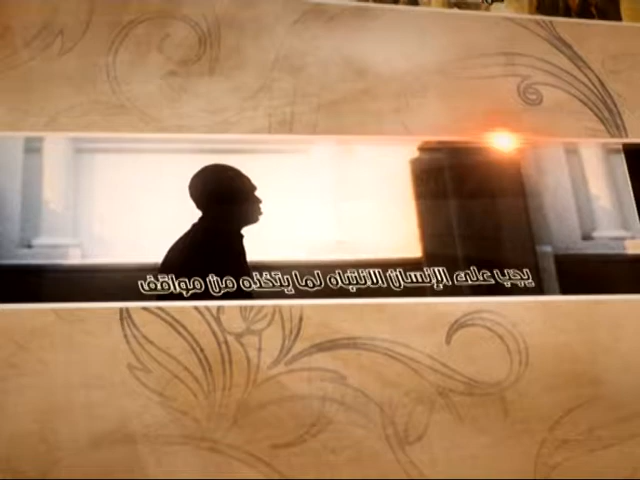 يجب على الإنسان الانتباه لما يتخذه من مواقف